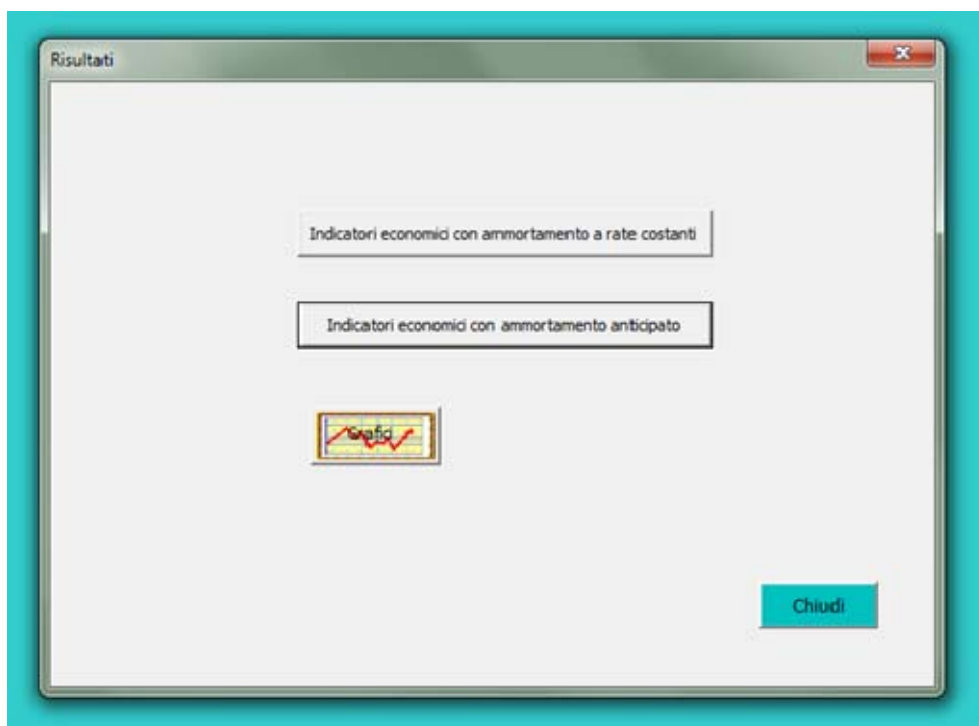 Risultati
Indicatori economici con ammortamento a rate costanti
Indicatori economici con ammortamento anticipato
Grafici
Chiudi